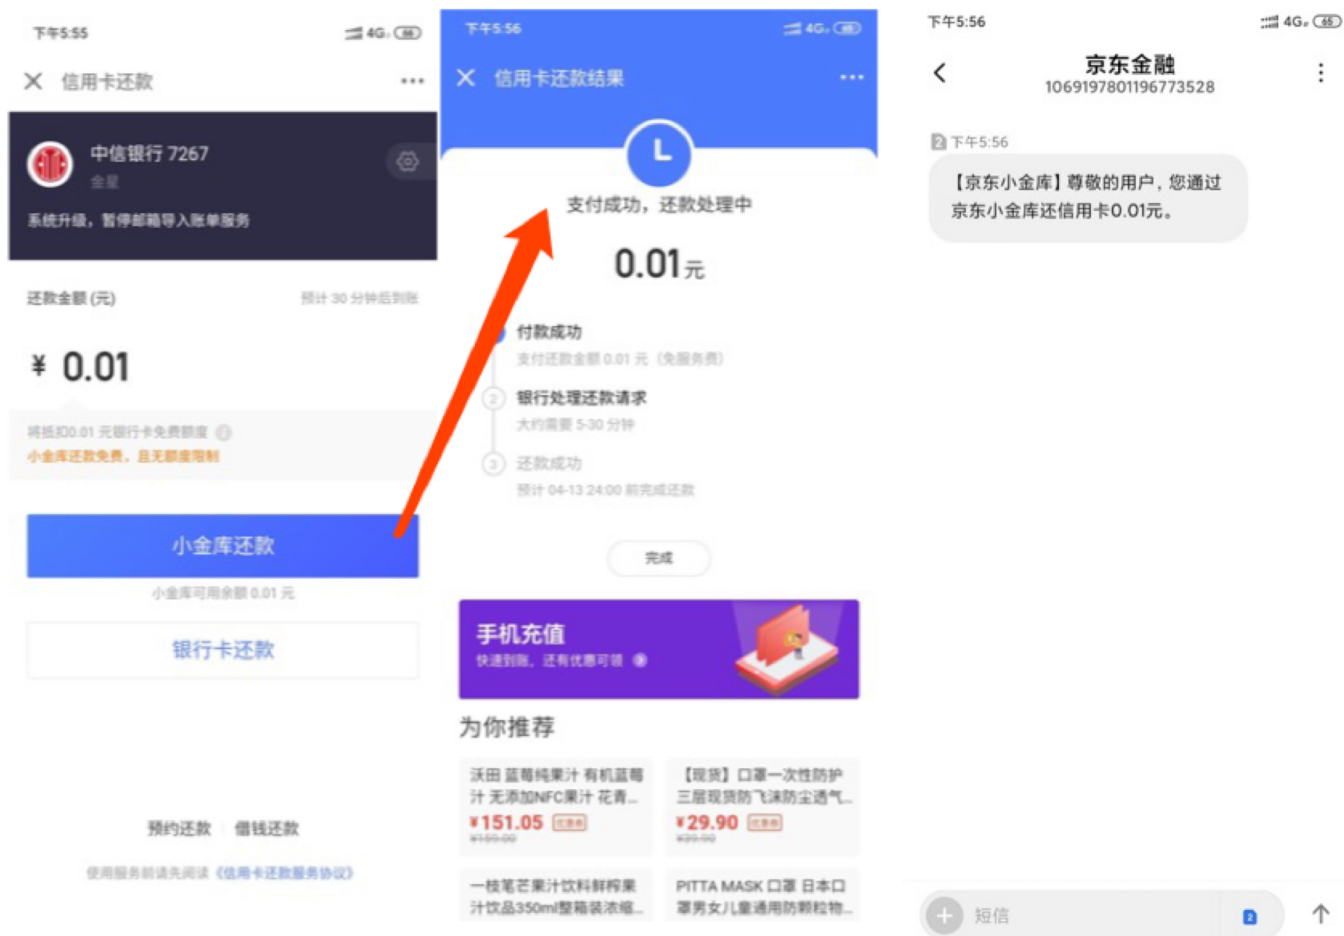 下午5:55
4G 66
信用卡还款
中信银行 7267
金星
系统升级，暂停邮箱导入账单服务
还款金额 (元)
预计 30 分钟后到账
¥ 0.01
将抵扣0.01 元银行卡免费额度
小金库还款免费，且无额度限制
小金库还款
小金库可用余额 0.01 元
银行卡还款
预约还款 借钱还款
使用服务前请先阅读《信用卡还款服务协议》
下午5:56
4G 65
信用卡还款结果
支付成功，还款处理中
0.01 元
付款成功
支付还款金额 0.01 元（免服务费）
2 银行处理还款请求
大约需要 5-30 分钟
3 还款成功
预计 04-13 24:00 前完成还款
完成
手机充值
快速到账，还有优惠可领
为你推荐
沃田 蓝莓纯果汁 有机蓝莓
汁 无添加NFC果汁 花青...
¥151.05 优惠券
¥159.00
【现货】口罩一次性防护
三层现货防飞沫防尘透气...
¥29.90 优惠券
¥39.90
一枝笔芒果汁饮料鲜榨果
汁饮品350ml整箱装浓缩...
PITTA MASK 口罩 日本口
罩男女儿童通用防颗粒物...
下午5:56
4G 65
京东金融
1069197801196773528
2 下午5:56
【京东小金库】尊敬的用户，您通过
京东小金库还信用卡0.01元。
短信
2